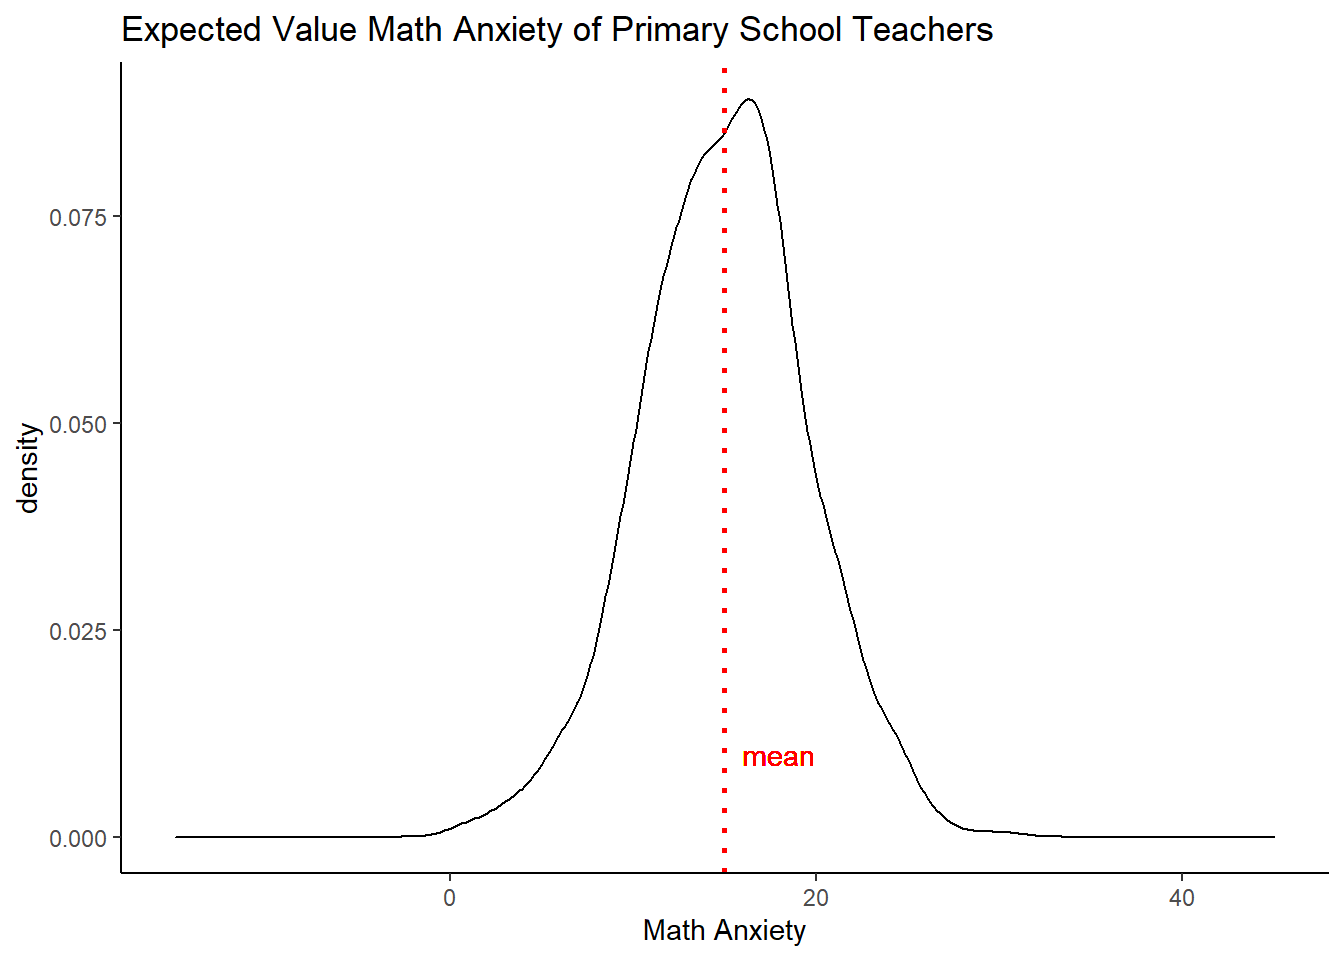 Expected Value Math Anxiety of Primary School Teachers
density
0.075
0.050
0.025
0.000
mean
0 20 40
Math Anxiety